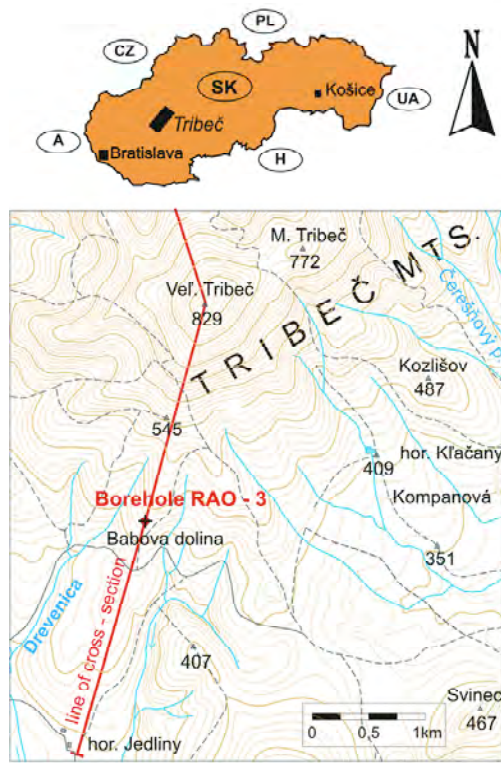 PL
N
CZ
SK
Košice
UA
Tribeč
A
Bratislava
H
M. Tribeč
772
TRIBEČ MTS.
Čerešňový p
Veľ. Tribeč
829
Kozlišov
487
545
hor. Kľačany
409
Borehole RAO - 3
Kompanová
Babova dolina
351
Drevenica
line of cross - section
407
Svinec
467
0 0,5 1km
hor. Jedliny